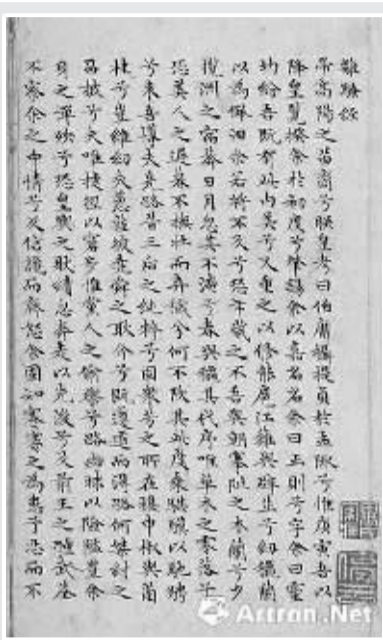 離騷經
帝高陽之苗裔兮朕皇考曰伯庸攝提貞於孟陬兮惟庚寅吾以
降皇覽揆余於初度兮肇錫余以嘉名名余曰正則兮字余曰靈
均紛吾既有此內美兮又重之以修能扈江離與辟芷兮紉秋蘭
以為佩汩余若將不及兮恐年歲之不吾與朝搴阰之木蘭兮夕
攬洲之宿莽日月忽其不淹兮春與秋其代序唯草木之零落兮
恐美人之遲暮不撫壯而棄穢兮何不改其此度乘騏驥以馳騁
兮來吾導夫先路昔三后之純粹兮固眾芳之所在雜申椒與菌
桂兮豈維紉夫蕙茝彼堯舜之耿介兮既遵道而得路何桀紂之
昌披兮夫唯捷徑以窘步惟黨人之偷樂兮路幽昧以險隘豈余
身之憚殃兮恐皇輿之敗績忽奔走以先後兮及前王之踵武荃
不察余之中情兮反信讒而齌怒余固知謇謇之為患兮忍而不
Artron.Net